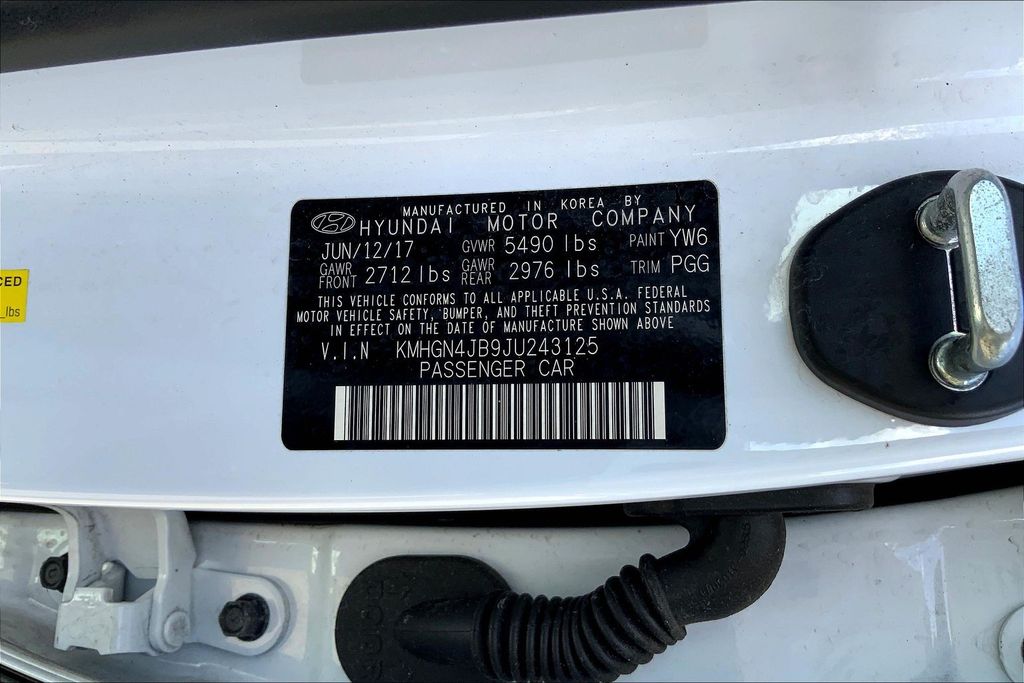 MANUFACTURED IN KOREA BY
HYUNDAI MOTOR COMPANY
JUN/12/17 GVWR 5490 lbs PAINT YW6
GAWR FRONT 2712 lbs GAWR REAR 2976 lbs TRIM PGG
THIS VEHICLE CONFORMS TO ALL APPLICABLE U.S.A. FEDERAL
MOTOR VEHICLE SAFETY, BUMPER, AND THEFT PREVENTION STANDARDS
IN EFFECT ON THE DATE OF MANUFACTURE SHOWN ABOVE
V.I.N KMHGN4JB9JU243125
PASSENGER CAR
CED
lbs